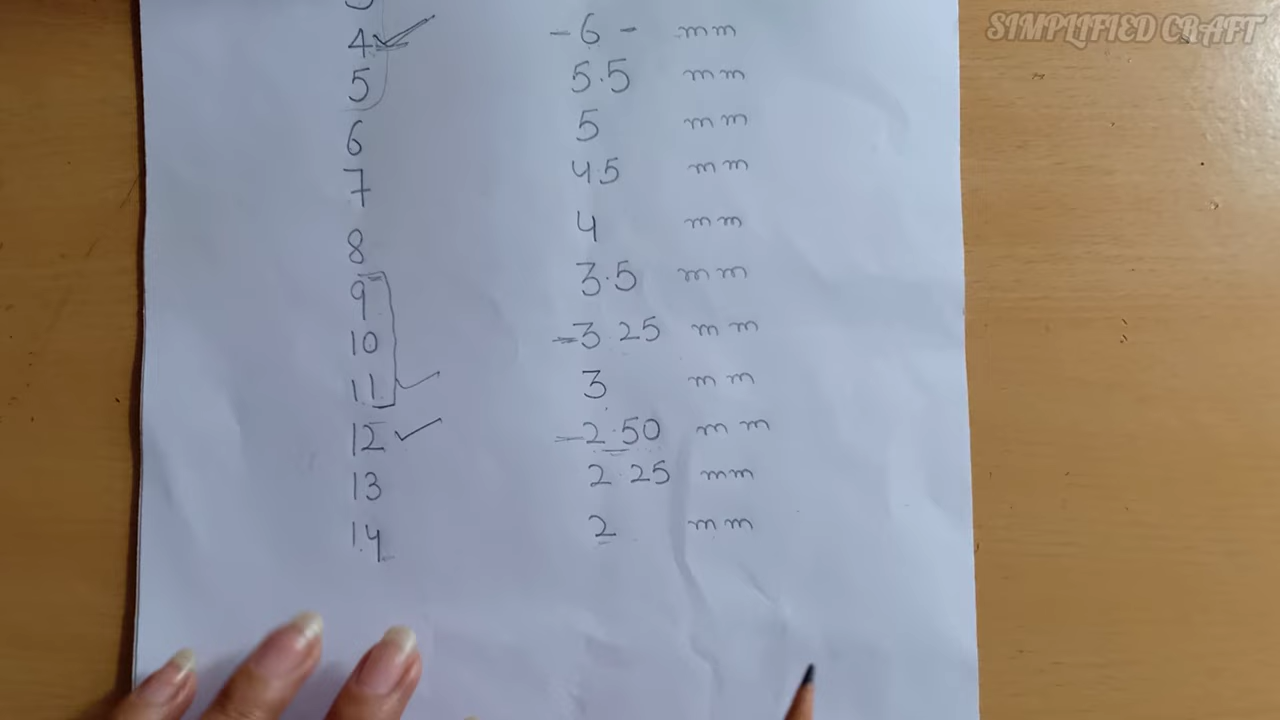 SIMPLIFIED CRAFT
4 - 6 - mm
5 5.5 mm
6 5 mm
7 4.5 mm
8 4 mm
9 3.5 mm
10 3.25 mm
11 3 mm
12 2.50 mm
13 2.25 mm
14 2 mm